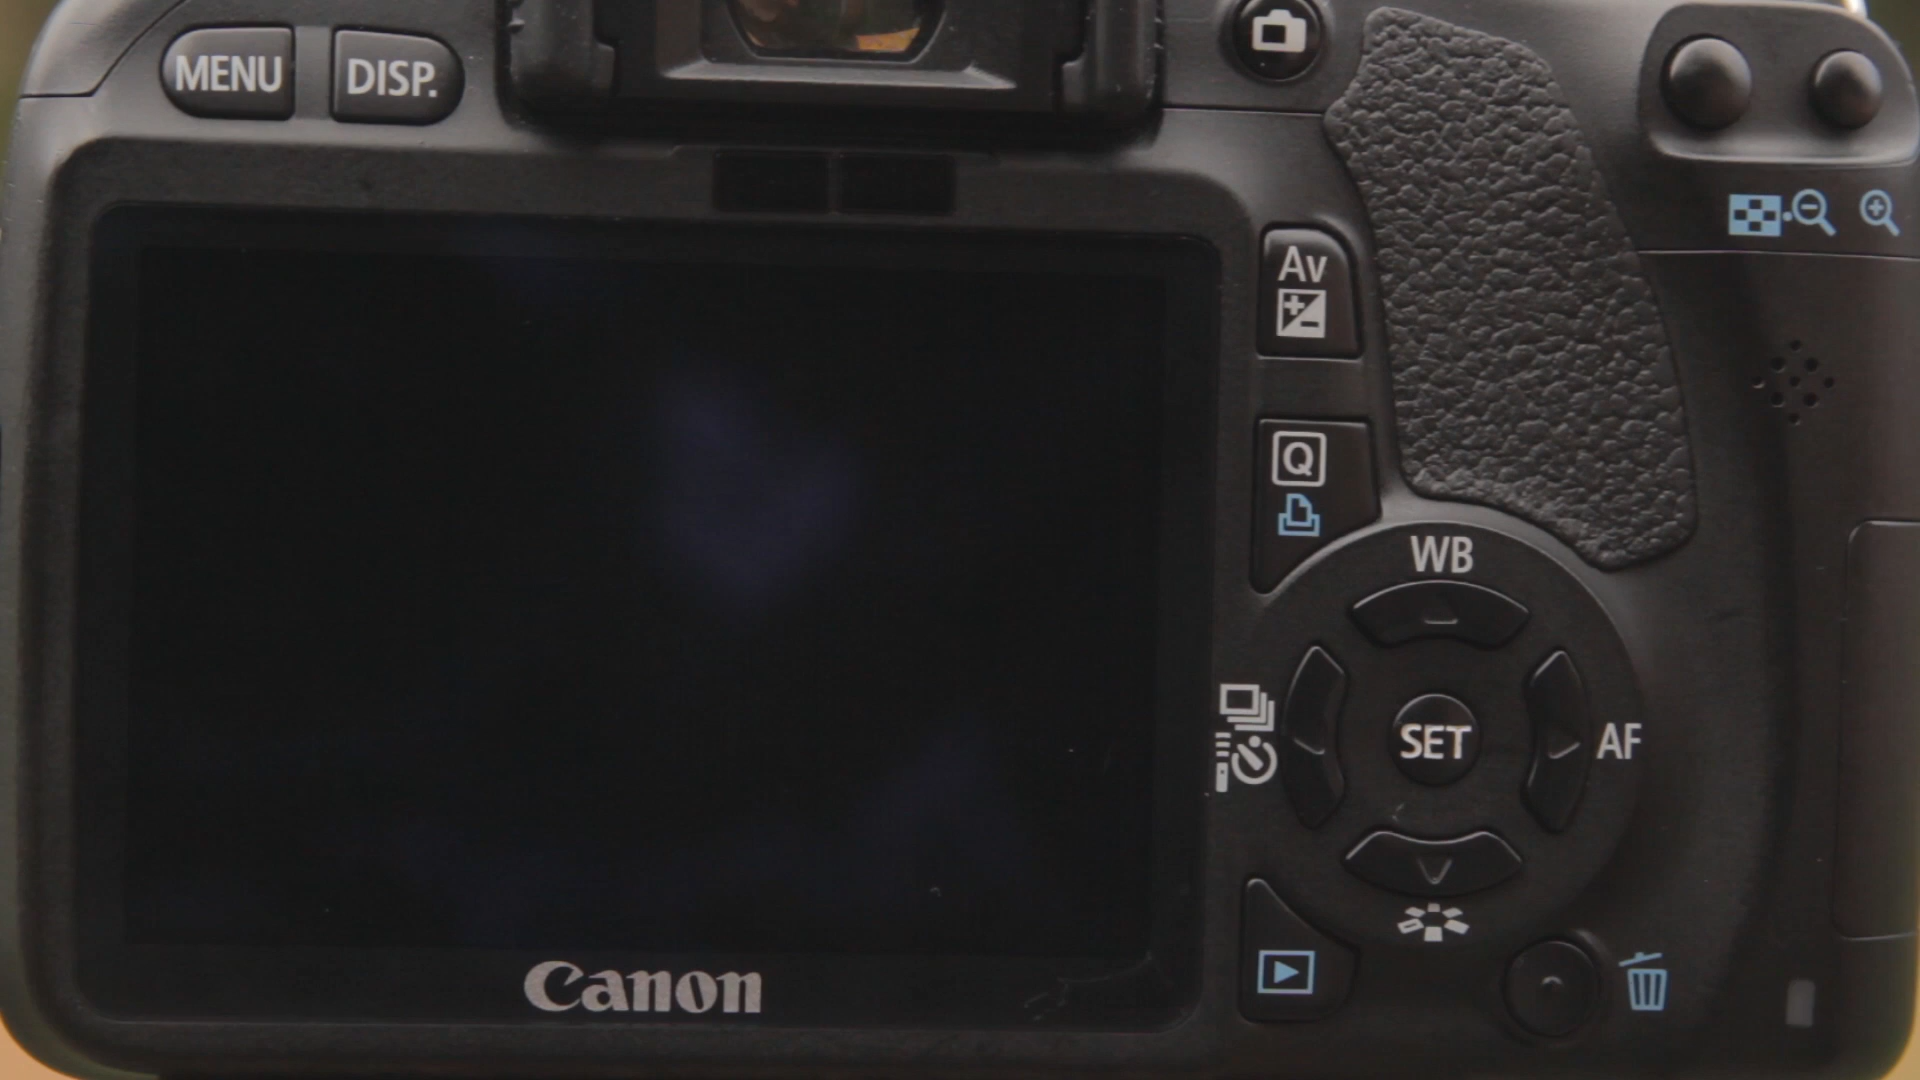 MENU DISP.
Av
Q
WB
SET AF
Canon